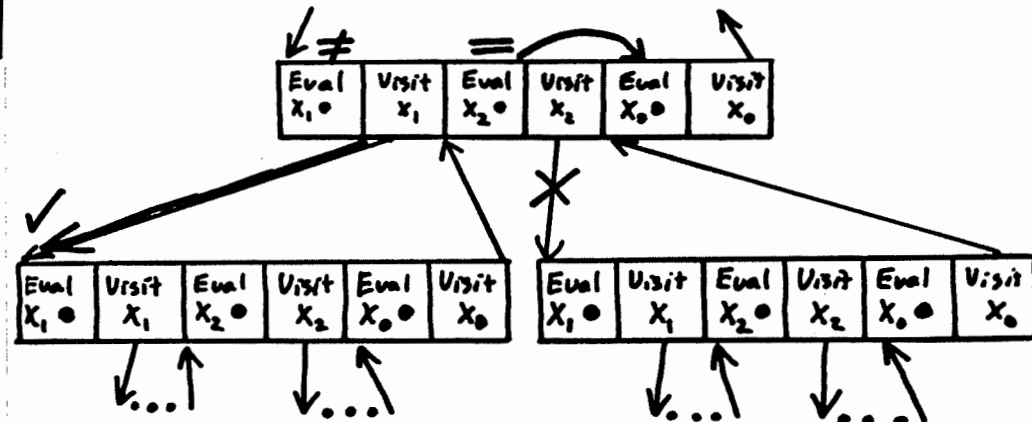 ≠ =
Eval Visit Eval Visit Eval Visit
X₁ • X₁ X₂ • X₂ X₀ • X₀
Eval Visit Eval Visit Eval Visit
X₁ • X₁ X₂ • X₂ X₀ • X₀
Eval Visit Eval Visit Eval Visit
X₁ • X₁ X₂ • X₂ X₀ • X₀
... ... ... ...